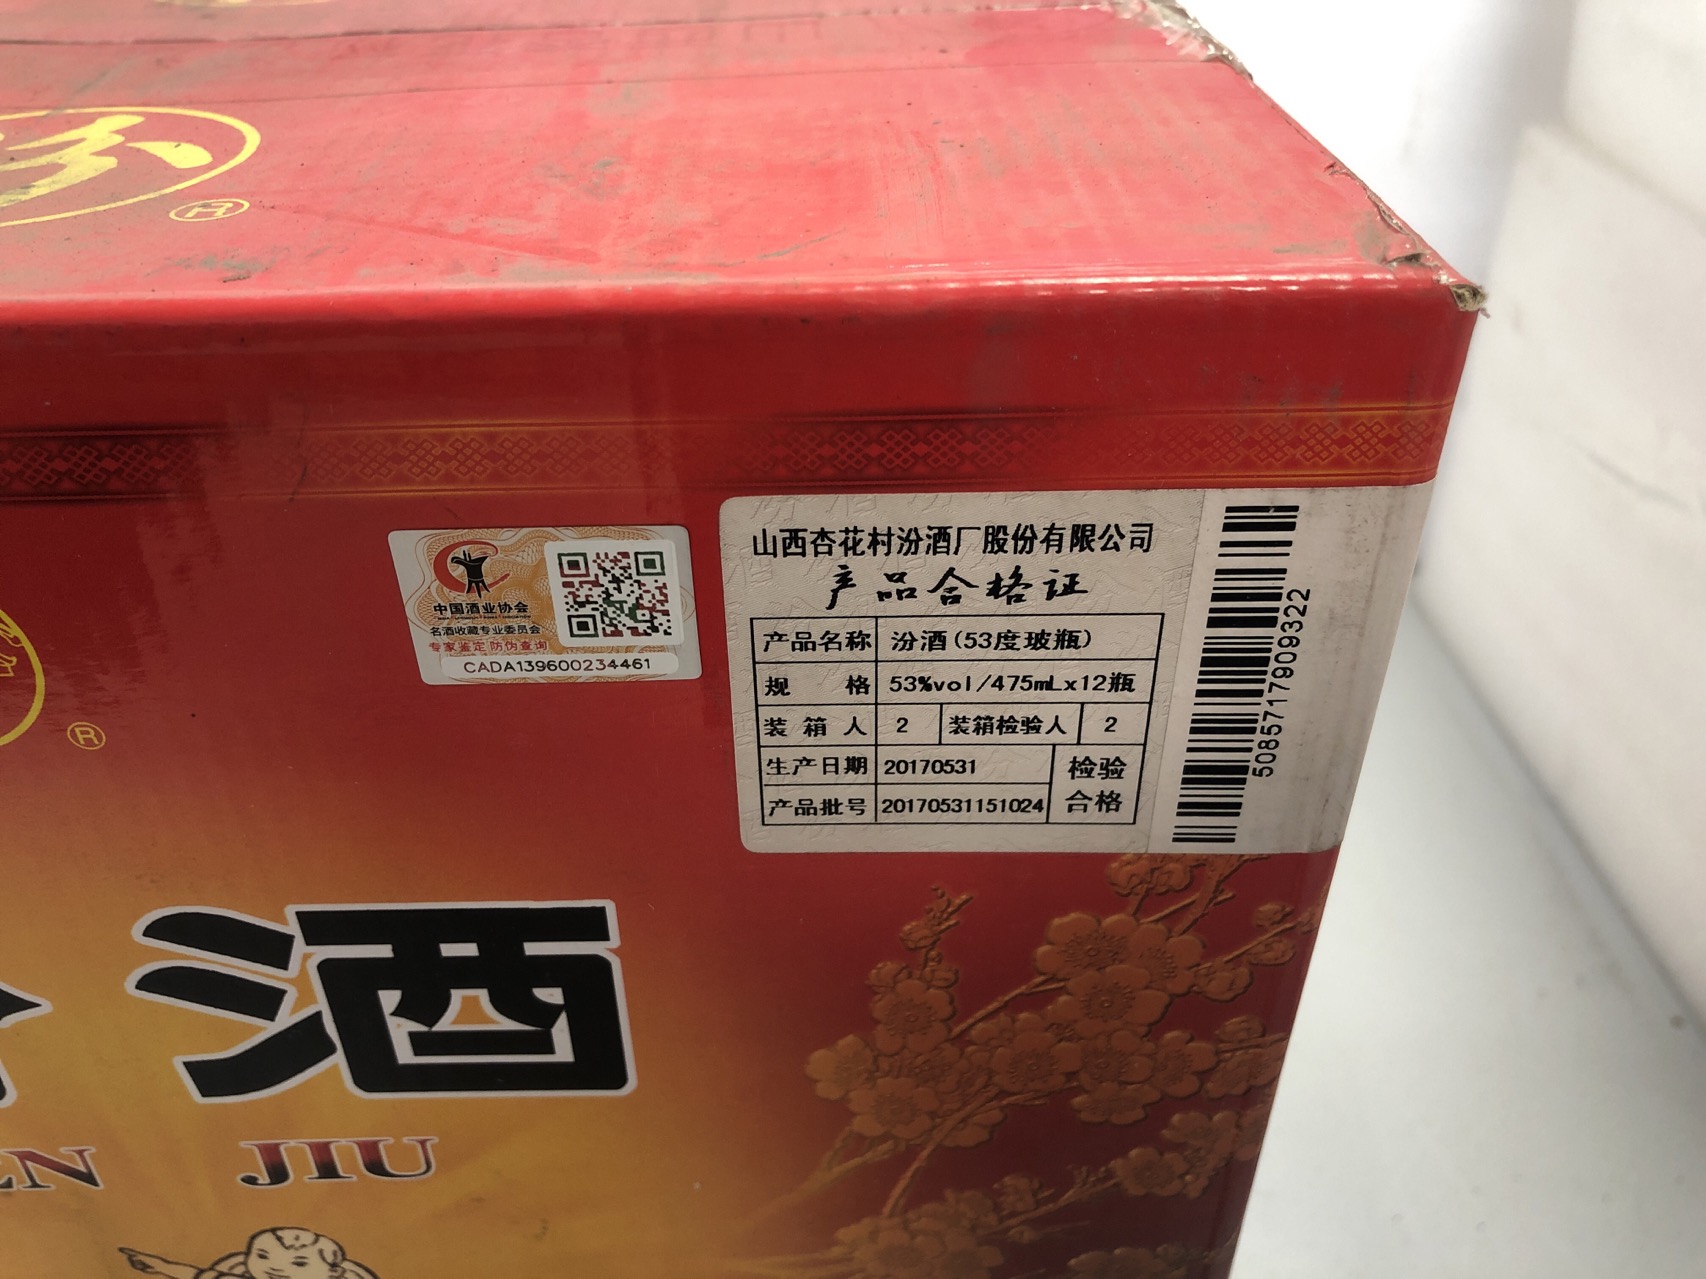 汾
®
®
中国酒业协会
名酒收藏专业委员会
专家鉴定 防伪查询
CADA139600234461
山西杏花村汾酒厂股份有限公司
产品合格证
产品名称 汾酒(53度玻瓶)
规 格 53%vol/475mLx12瓶
装箱人 2 装箱检验人 2
生产日期 20170531 检验
产品批号 20170531151024 合格
5085717909322
酒
EN JIU